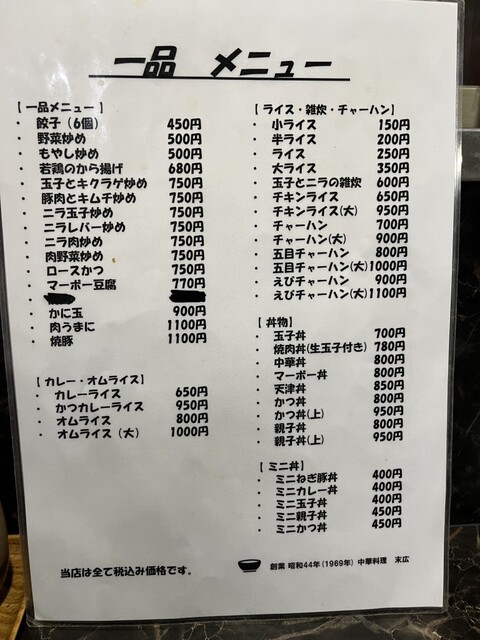 一品 メニュー
【一品メニュー】
・ 餃子(6個) 450円
・ 野菜炒め 500円
・ もやし炒め 500円
・ 若鶏のから揚げ 680円
・ 玉子とキクラゲ炒め 750円
・ 豚肉とキムチ炒め 750円
・ ニラ玉子炒め 750円
・ ニラレバー炒め 750円
・ ニラ肉炒め 750円
・ 肉野菜炒め 750円
・ ロースかつ 750円
・ マーボー豆腐 770円
・ かに玉 900円
・ 肉うまに 1100円
・ 焼豚 1100円
【カレー・オムライス】
・ カレーライス 650円
・ かつカレーライス 950円
・ オムライス 800円
・ オムライス(大) 1000円
【ライス・雑炊・チャーハン】
・ 小ライス 150円
・ 半ライス 200円
・ ライス 250円
・ 大ライス 350円
・ 玉子とニラの雑炊 600円
・ チキンライス 650円
・ チキンライス(大) 950円
・ チャーハン 700円
・ チャーハン(大) 900円
・ 五目チャーハン 800円
・ 五目チャーハン(大) 1000円
・ えびチャーハン 900円
・ えびチャーハン(大) 1100円
【丼物】
・ 玉子丼 700円
・ 焼肉丼(生玉子付き) 780円
・ 中華丼 800円
・ マーボー丼 800円
・ 天津丼 850円
・ かつ丼 800円
・ かつ丼(上) 950円
・ 親子丼 800円
・ 親子丼(上) 950円
【ミニ丼】
・ ミニねぎ豚丼 400円
・ ミニカレー丼 400円
・ ミニ玉子丼 400円
・ ミニ親子丼 450円
・ ミニかつ丼 450円
当店は全て税込み価格です。
創業 昭和44年(1969年) 中華料理 末広